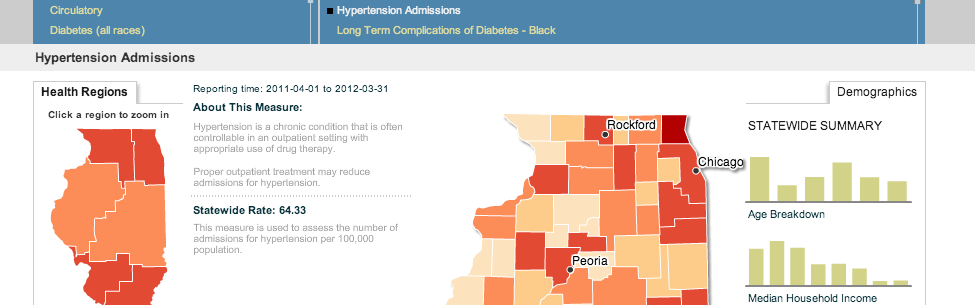 Circulatory
Diabetes (all races)
Hypertension Admissions
Long Term Complications of Diabetes - Black
Hypertension Admissions
Health Regions
Click a region to zoom in
Reporting time: 2011-04-01 to 2012-03-31
About This Measure:
Hypertension is a chronic condition that is often
controllable in an outpatient setting with
appropriate use of drug therapy.
Proper outpatient treatment may reduce
admissions for hypertension.
Statewide Rate: 64.33
This measure is used to assess the number of
admissions for hypertension per 100,000
population.
Rockford
Chicago
Peoria
Demographics
STATEWIDE SUMMARY
Age Breakdown
Median Household Income